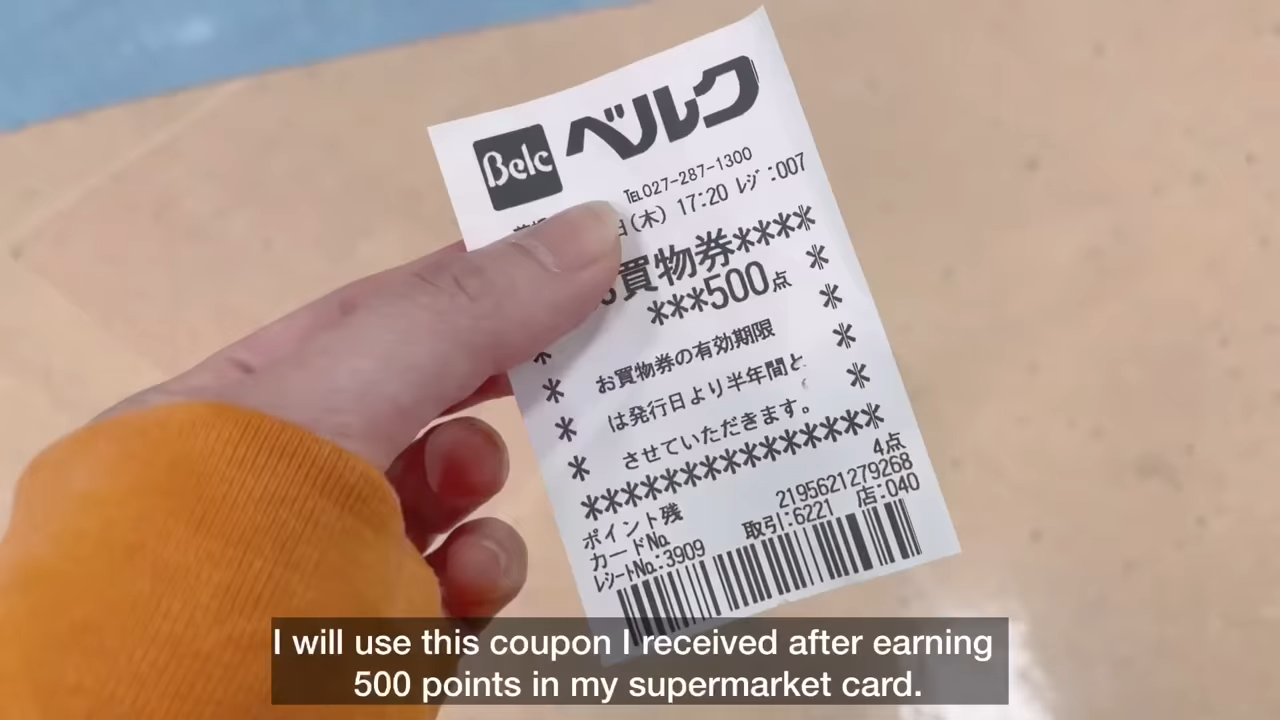 Belc ベルク
TEL027-287-1300
(木) 17:20 レジ:007
買物券****
***500点
お買物券の有効期限
は発行日より半年間と
させていただきます。
***************
ポイント残 4点
カードNo. 2195621279268
レシートNo.:3909 取引:6221 店:040
I will use this coupon I received after earning
500 points in my supermarket card.